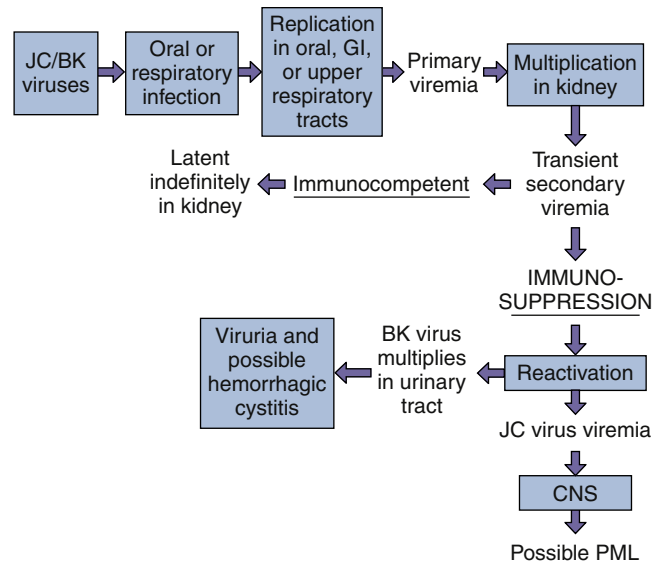 JC/BK
viruses
Oral or
respiratory
infection
Replication
in oral, GI,
or upper
respiratory
tracts
Primary
viremia
Multiplication
in kidney
Transient
secondary
viremia
Immunocompetent
Latent
indefinitely
in kidney
IMMUNO-
SUPPRESSION
Reactivation
BK virus
multiplies
in urinary
tract
Viruria and
possible
hemorrhagic
cystitis
JC virus viremia
CNS
Possible PML